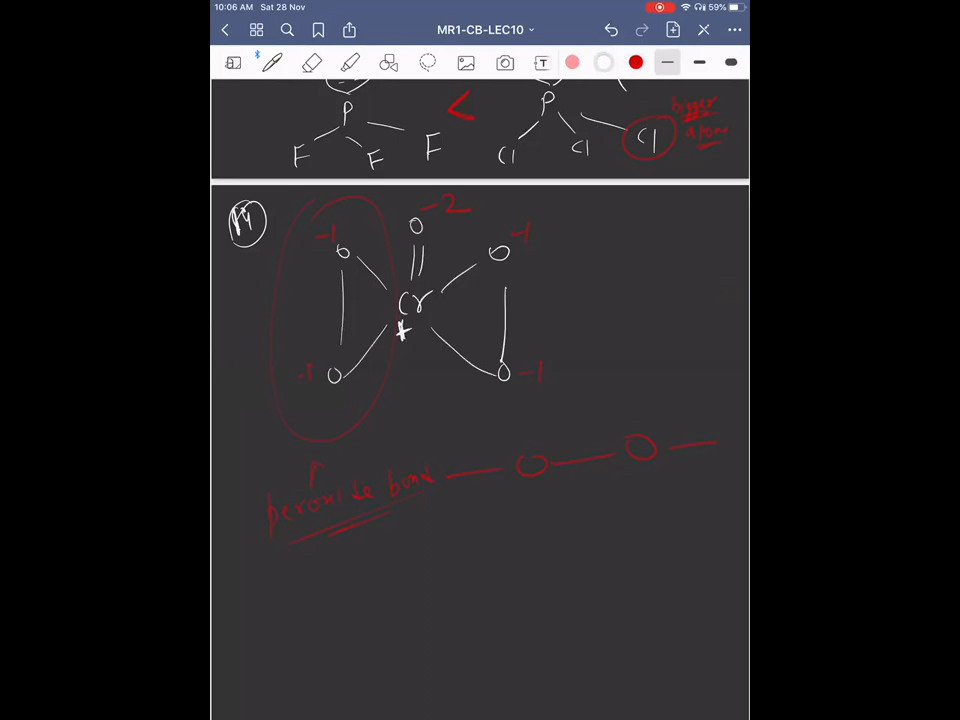 10:06 AM Sat 28 Nov 59%
MR1-CB-LEC10
P < P bigger
F F F Cl Cl Cl atom
-2
-1 O O O -1
Cr
-1 O O -1
peroxide bond — O — O —